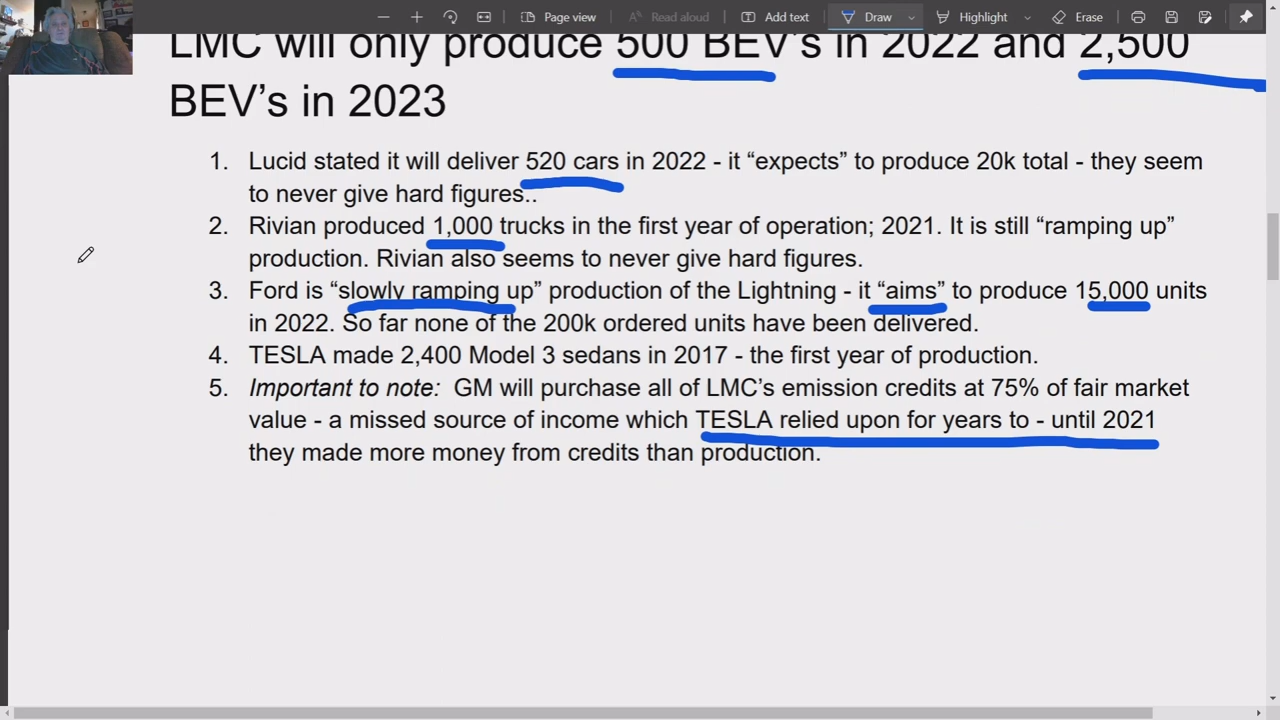 Page view
Read aloud
Add text
Draw
Highlight
Erase
LMC will only produce 500 BEV's in 2022 and 2,500
BEV's in 2023
1. Lucid stated it will deliver 520 cars in 2022 - it “expects” to produce 20k total - they seem
to never give hard figures..
2. Rivian produced 1,000 trucks in the first year of operation; 2021. It is still “ramping up”
production. Rivian also seems to never give hard figures.
3. Ford is “slowly ramping up” production of the Lightning - it “aims” to produce 15,000 units
in 2022. So far none of the 200k ordered units have been delivered.
4. TESLA made 2,400 Model 3 sedans in 2017 - the first year of production.
5. Important to note: GM will purchase all of LMC’s emission credits at 75% of fair market
value - a missed source of income which TESLA relied upon for years to - until 2021
they made more money from credits than production.